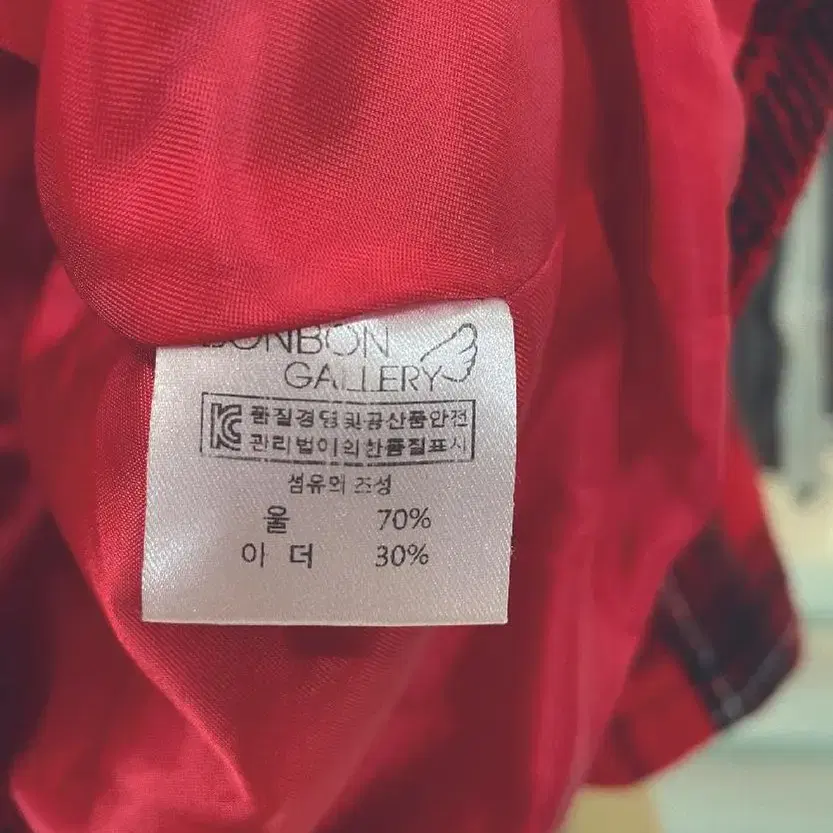 BONBON
GALLERY
품질경영및공산품안전
관리법이의한품질표시
섬유의 조성
울 70%
아 더 30%